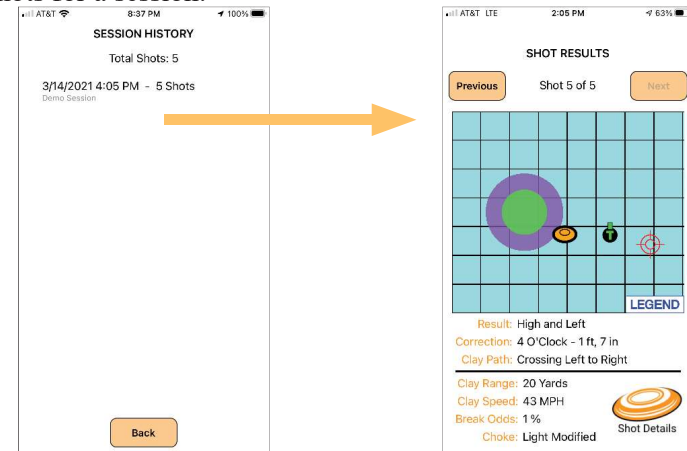 shots for a session.
AT&T 8:37 PM 100%
SESSION HISTORY
Total Shots: 5
3/14/2021 4:05 PM - 5 Shots
Demo Session
Back
AT&T LTE 2:05 PM 63%
SHOT RESULTS
Previous Shot 5 of 5 Next
T
LEGEND
Result: High and Left
Correction: 4 O'Clock - 1 ft, 7 in
Clay Path: Crossing Left to Right
Clay Range: 20 Yards
Clay Speed: 43 MPH
Break Odds: 1 %
Choke: Light Modified
Shot Details